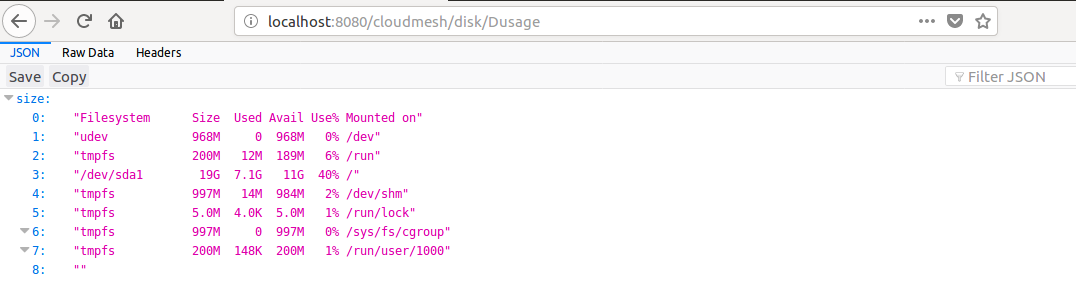 localhost:8080/cloudmesh/disk/Dusage
JSON Raw Data Headers
Save Copy Filter JSON
size:
0: "Filesystem      Size  Used Avail Use% Mounted on"
1: "udev            968M     0  968M   0% /dev"
2: "tmpfs           200M   12M  189M   6% /run"
3: "/dev/sda1        19G  7.1G   11G  40% /"
4: "tmpfs           997M   14M  984M   2% /dev/shm"
5: "tmpfs           5.0M  4.0K  5.0M   1% /run/lock"
6: "tmpfs           997M     0  997M   0% /sys/fs/cgroup"
7: "tmpfs           200M  148K  200M   1% /run/user/1000"
8: ""